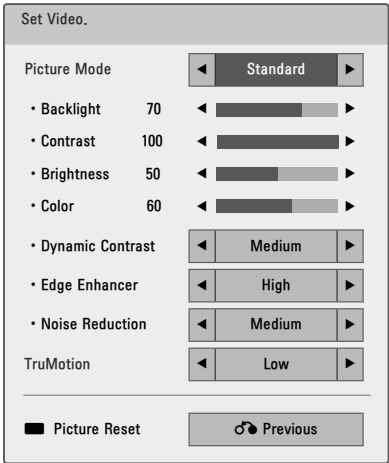 Set Video.
Picture Mode Standard
• Backlight 70
• Contrast 100
• Brightness 50
• Color 60
• Dynamic Contrast Medium
• Edge Enhancer High
• Noise Reduction Medium
TruMotion Low
Picture Reset Previous